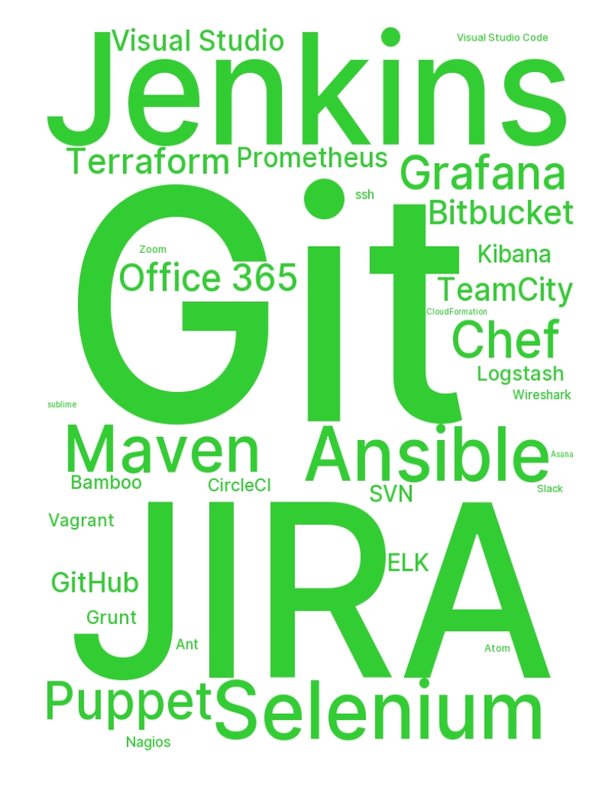 Visual Studio
Visual Studio Code
Jenkins
Terraform
Prometheus
Grafana
ssh
Bitbucket
Git
Zoom
Kibana
Office 365
TeamCity
CloudFormation
Chef
Logstash
Wireshark
sublime
Maven
Ansible
Asana
Bamboo
CircleCI
Slack
SVN
Vagrant
JIRA
ELK
GitHub
Grunt
Ant
Atom
Puppet
Selenium
Nagios